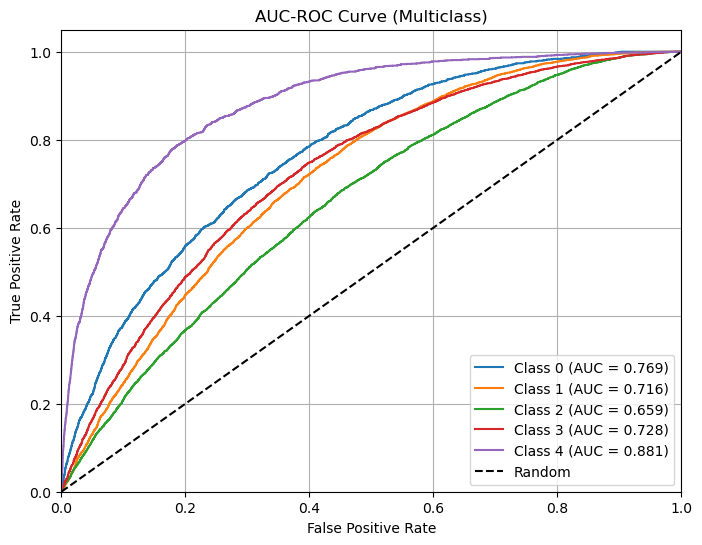 AUC-ROC Curve (Multiclass)
True Positive Rate
1.0
0.8
0.6
0.4
0.2
0.0
0.0 0.2 0.4 0.6 0.8 1.0
False Positive Rate
Class 0 (AUC = 0.769)
Class 1 (AUC = 0.716)
Class 2 (AUC = 0.659)
Class 3 (AUC = 0.728)
Class 4 (AUC = 0.881)
Random